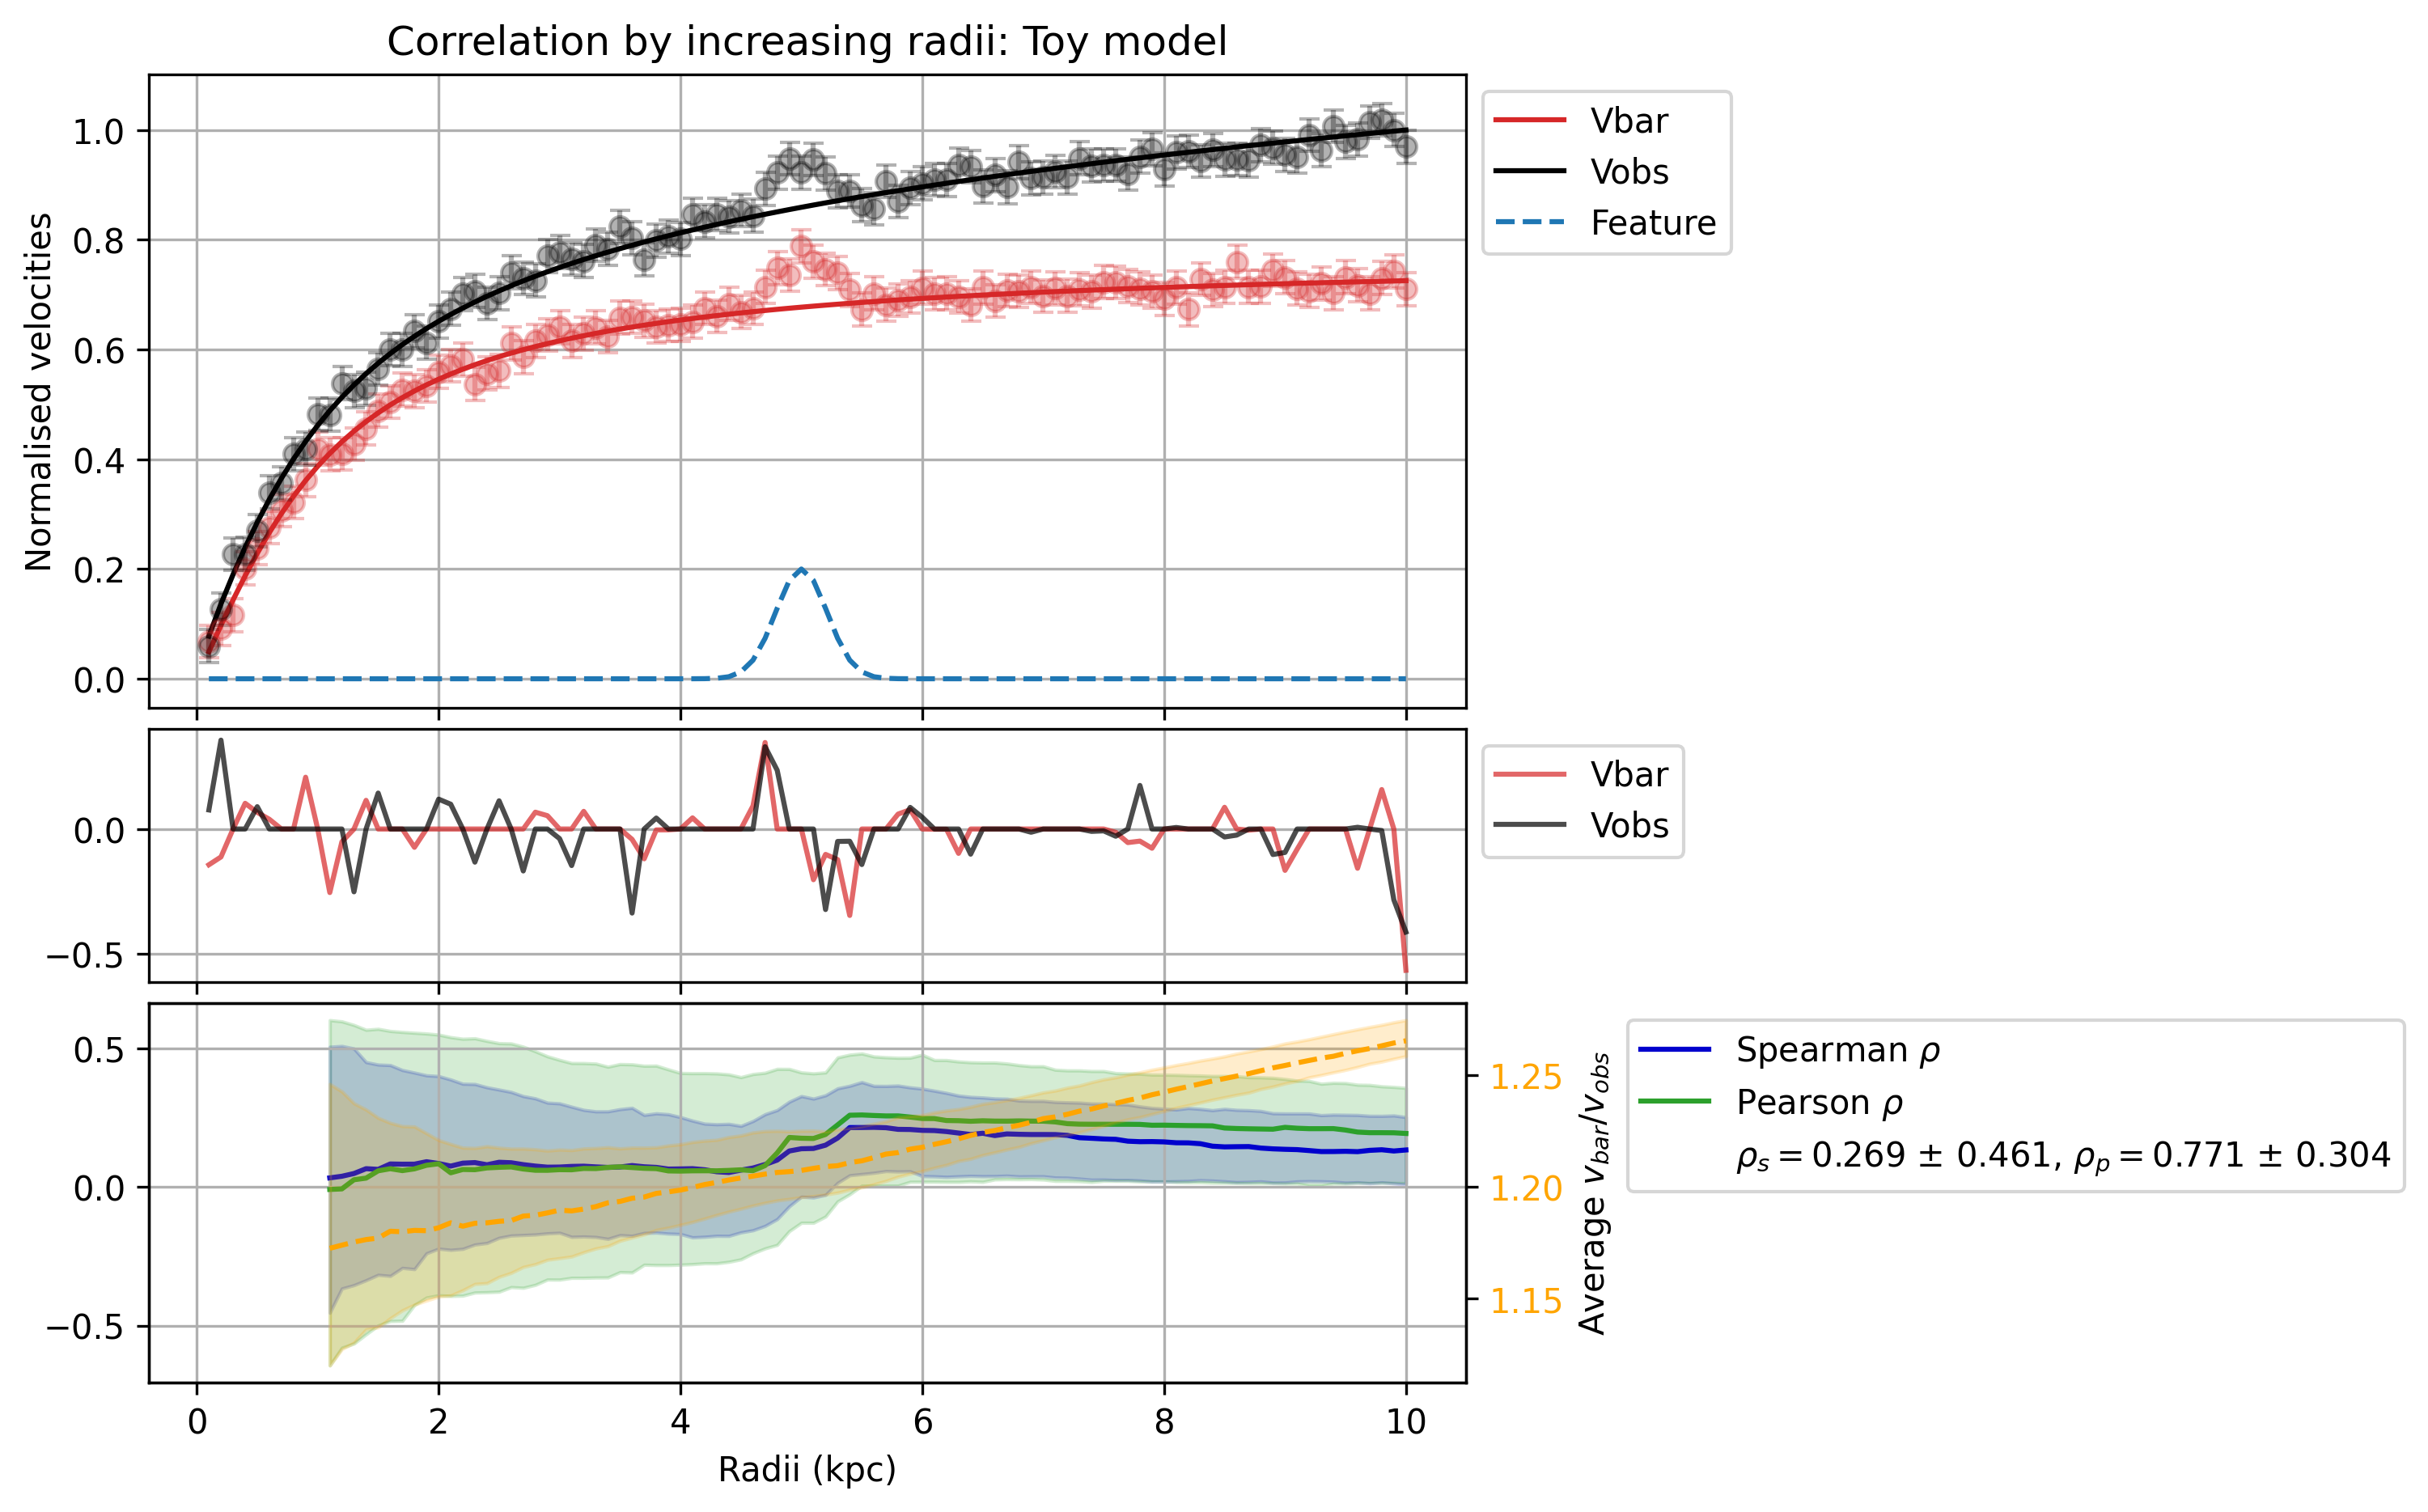 Correlation by increasing radii: Toy model
Normalised velocities
1.0
0.8
0.6
0.4
0.2
0.0
Vbar
Vobs
Feature
0.0
−0.5
Vbar
Vobs
0.5
0.0
−0.5
1.25
1.20
1.15
Average v_bar/v_obs
Spearman ρ
Pearson ρ
ρ_s = 0.269 ± 0.461, ρ_p = 0.771 ± 0.304
0 2 4 6 8 10
Radii (kpc)